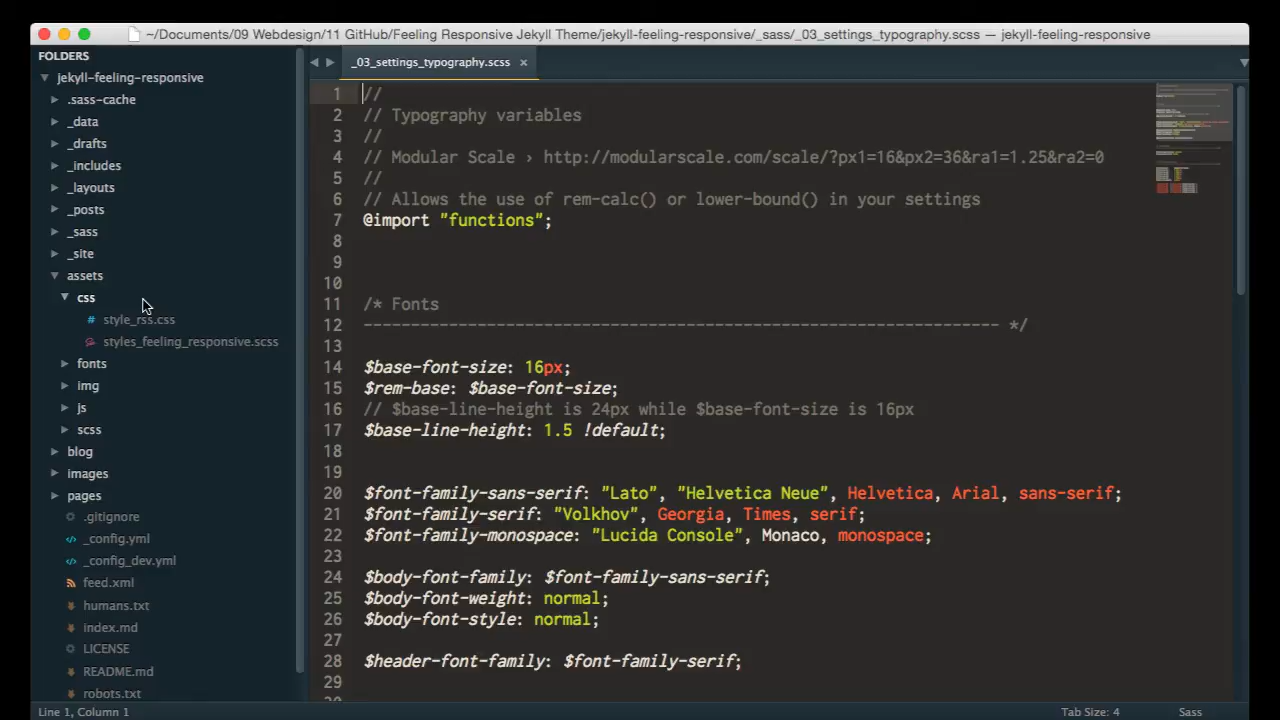 ~/Documents/09 Webdesign/11 GitHub/Feeling Responsive Jekyll Theme/jekyll-feeling-responsive/_sass/_03_settings_typography.scss — jekyll-feeling-responsive
FOLDERS
jekyll-feeling-responsive
.sass-cache
_data
_drafts
_includes
_layouts
_posts
_sass
_site
assets
css
style_rss.css
styles_feeling_responsive.scss
fonts
img
js
scss
blog
images
pages
.gitignore
_config.yml
_config_dev.yml
feed.xml
humans.txt
index.md
LICENSE
README.md
robots.txt
_03_settings_typography.scss ×
1 //
2 // Typography variables
3 //
4 // Modular Scale › http://modularscale.com/scale/?px1=16&px2=36&ra1=1.25&ra2=0
5 //
6 // Allows the use of rem-calc() or lower-bound() in your settings
7 @import "functions";
8
9
10
11 /* Fonts
12 ------------------------------------------------------------------- */
13
14 $base-font-size: 16px;
15 $rem-base: $base-font-size;
16 // $base-line-height is 24px while $base-font-size is 16px
17 $base-line-height: 1.5 !default;
18
19
20 $font-family-sans-serif: "Lato", "Helvetica Neue", Helvetica, Arial, sans-serif;
21 $font-family-serif: "Volkhov", Georgia, Times, serif;
22 $font-family-monospace: "Lucida Console", Monaco, monospace;
23
24 $body-font-family: $font-family-sans-serif;
25 $body-font-weight: normal;
26 $body-font-style: normal;
27
28 $header-font-family: $font-family-serif;
29
Line 1, Column 1
Tab Size: 4
Sass